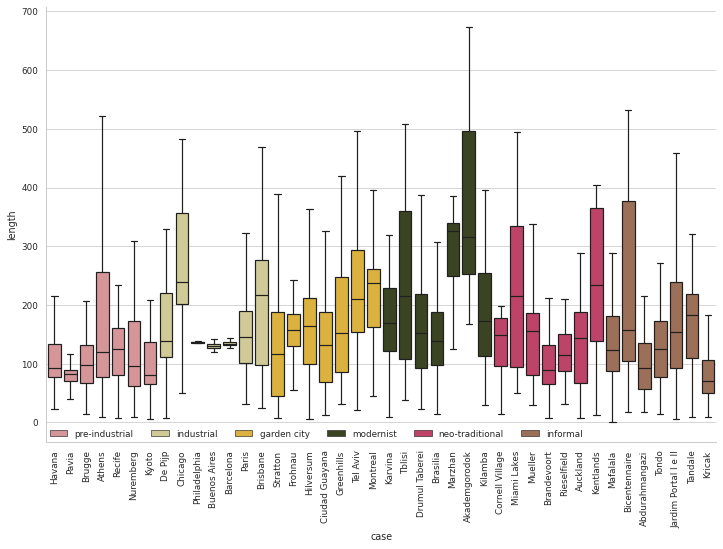 700
600
500
400
300
200
100
0
length
pre-industrial industrial garden city modernist neo-traditional informal
Havana
Pavia
Brugge
Athens
Recife
Nuremberg
Kyoto
De Pijp
Chicago
Philadelphia
Buenos Aires
Barcelona
Paris
Brisbane
Stratton
Frohnau
Hilversum
Ciudad Guayana
Greenhills
Tel Aviv
Montreal
Karvina
Tblisi
Drumul Taberei
Brasilia
Marzhan
Akademgorodok
Kilamba
Cornell Village
Miami Lakes
Mueller
Brandevoort
Rieselfield
Auckland
Kentlands
Mafalala
Bicentennaire
Abdurahmangazi
Tondo
Jardim Portal I e II
Tandale
Kricak
case